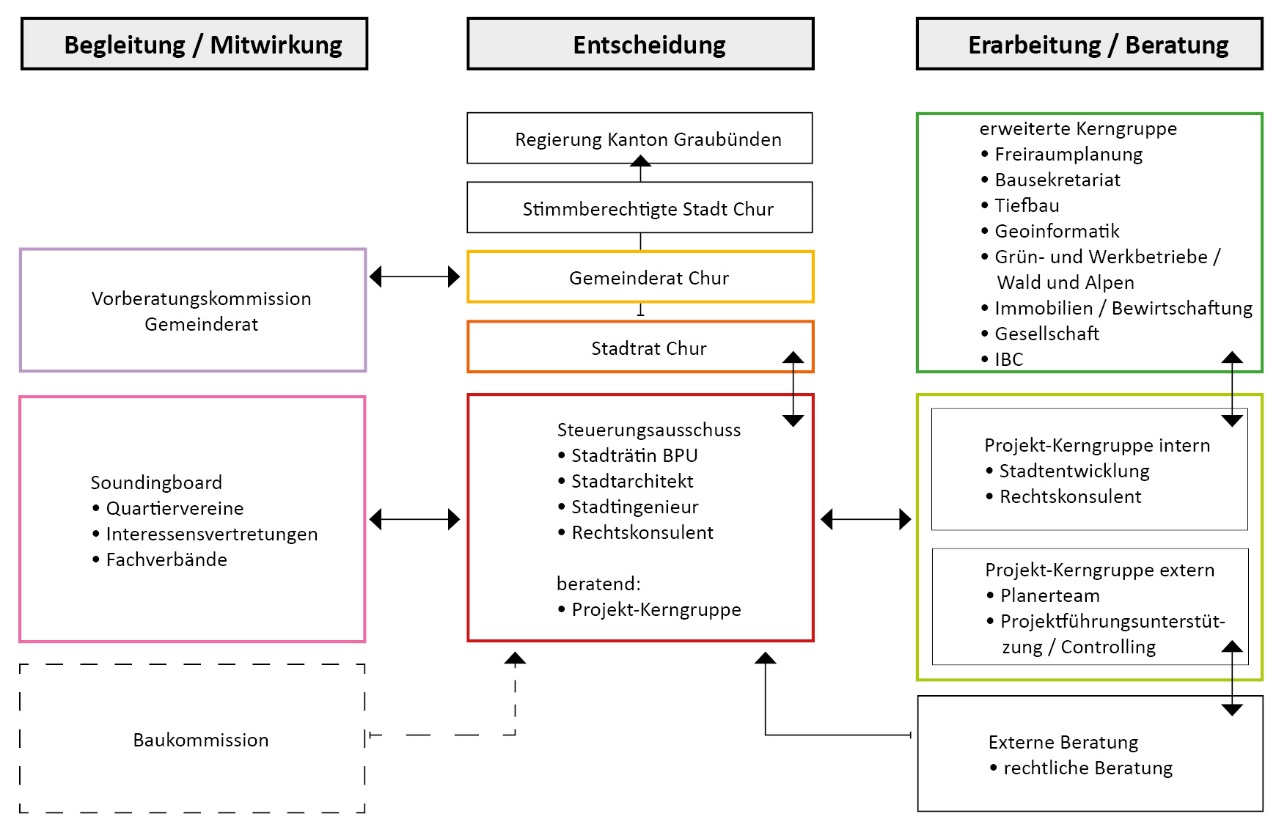 Begleitung / Mitwirkung
Entscheidung
Erarbeitung / Beratung
Vorberatungskommission
Gemeinderat
Soundingboard
• Quartiervereine
• Interessensvertretungen
• Fachverbände
Baukommission
Regierung Kanton Graubünden
Stimmberechtigte Stadt Chur
Gemeinderat Chur
Stadtrat Chur
Steuerungsausschuss
• Stadträtin BPU
• Stadtarchitekt
• Stadtingenieur
• Rechtskonsulent
beratend:
• Projekt-Kerngruppe
erweiterte Kerngruppe
• Freiraumplanung
• Bausekretariat
• Tiefbau
• Geoinformatik
• Grün- und Werkbetriebe /
Wald und Alpen
• Immobilien / Bewirtschaftung
• Gesellschaft
• IBC
Projekt-Kerngruppe intern
• Stadtentwicklung
• Rechtskonsulent
Projekt-Kerngruppe extern
• Planerteam
• Projektführungsunterstüt-
zung / Controlling
Externe Beratung
• rechtliche Beratung